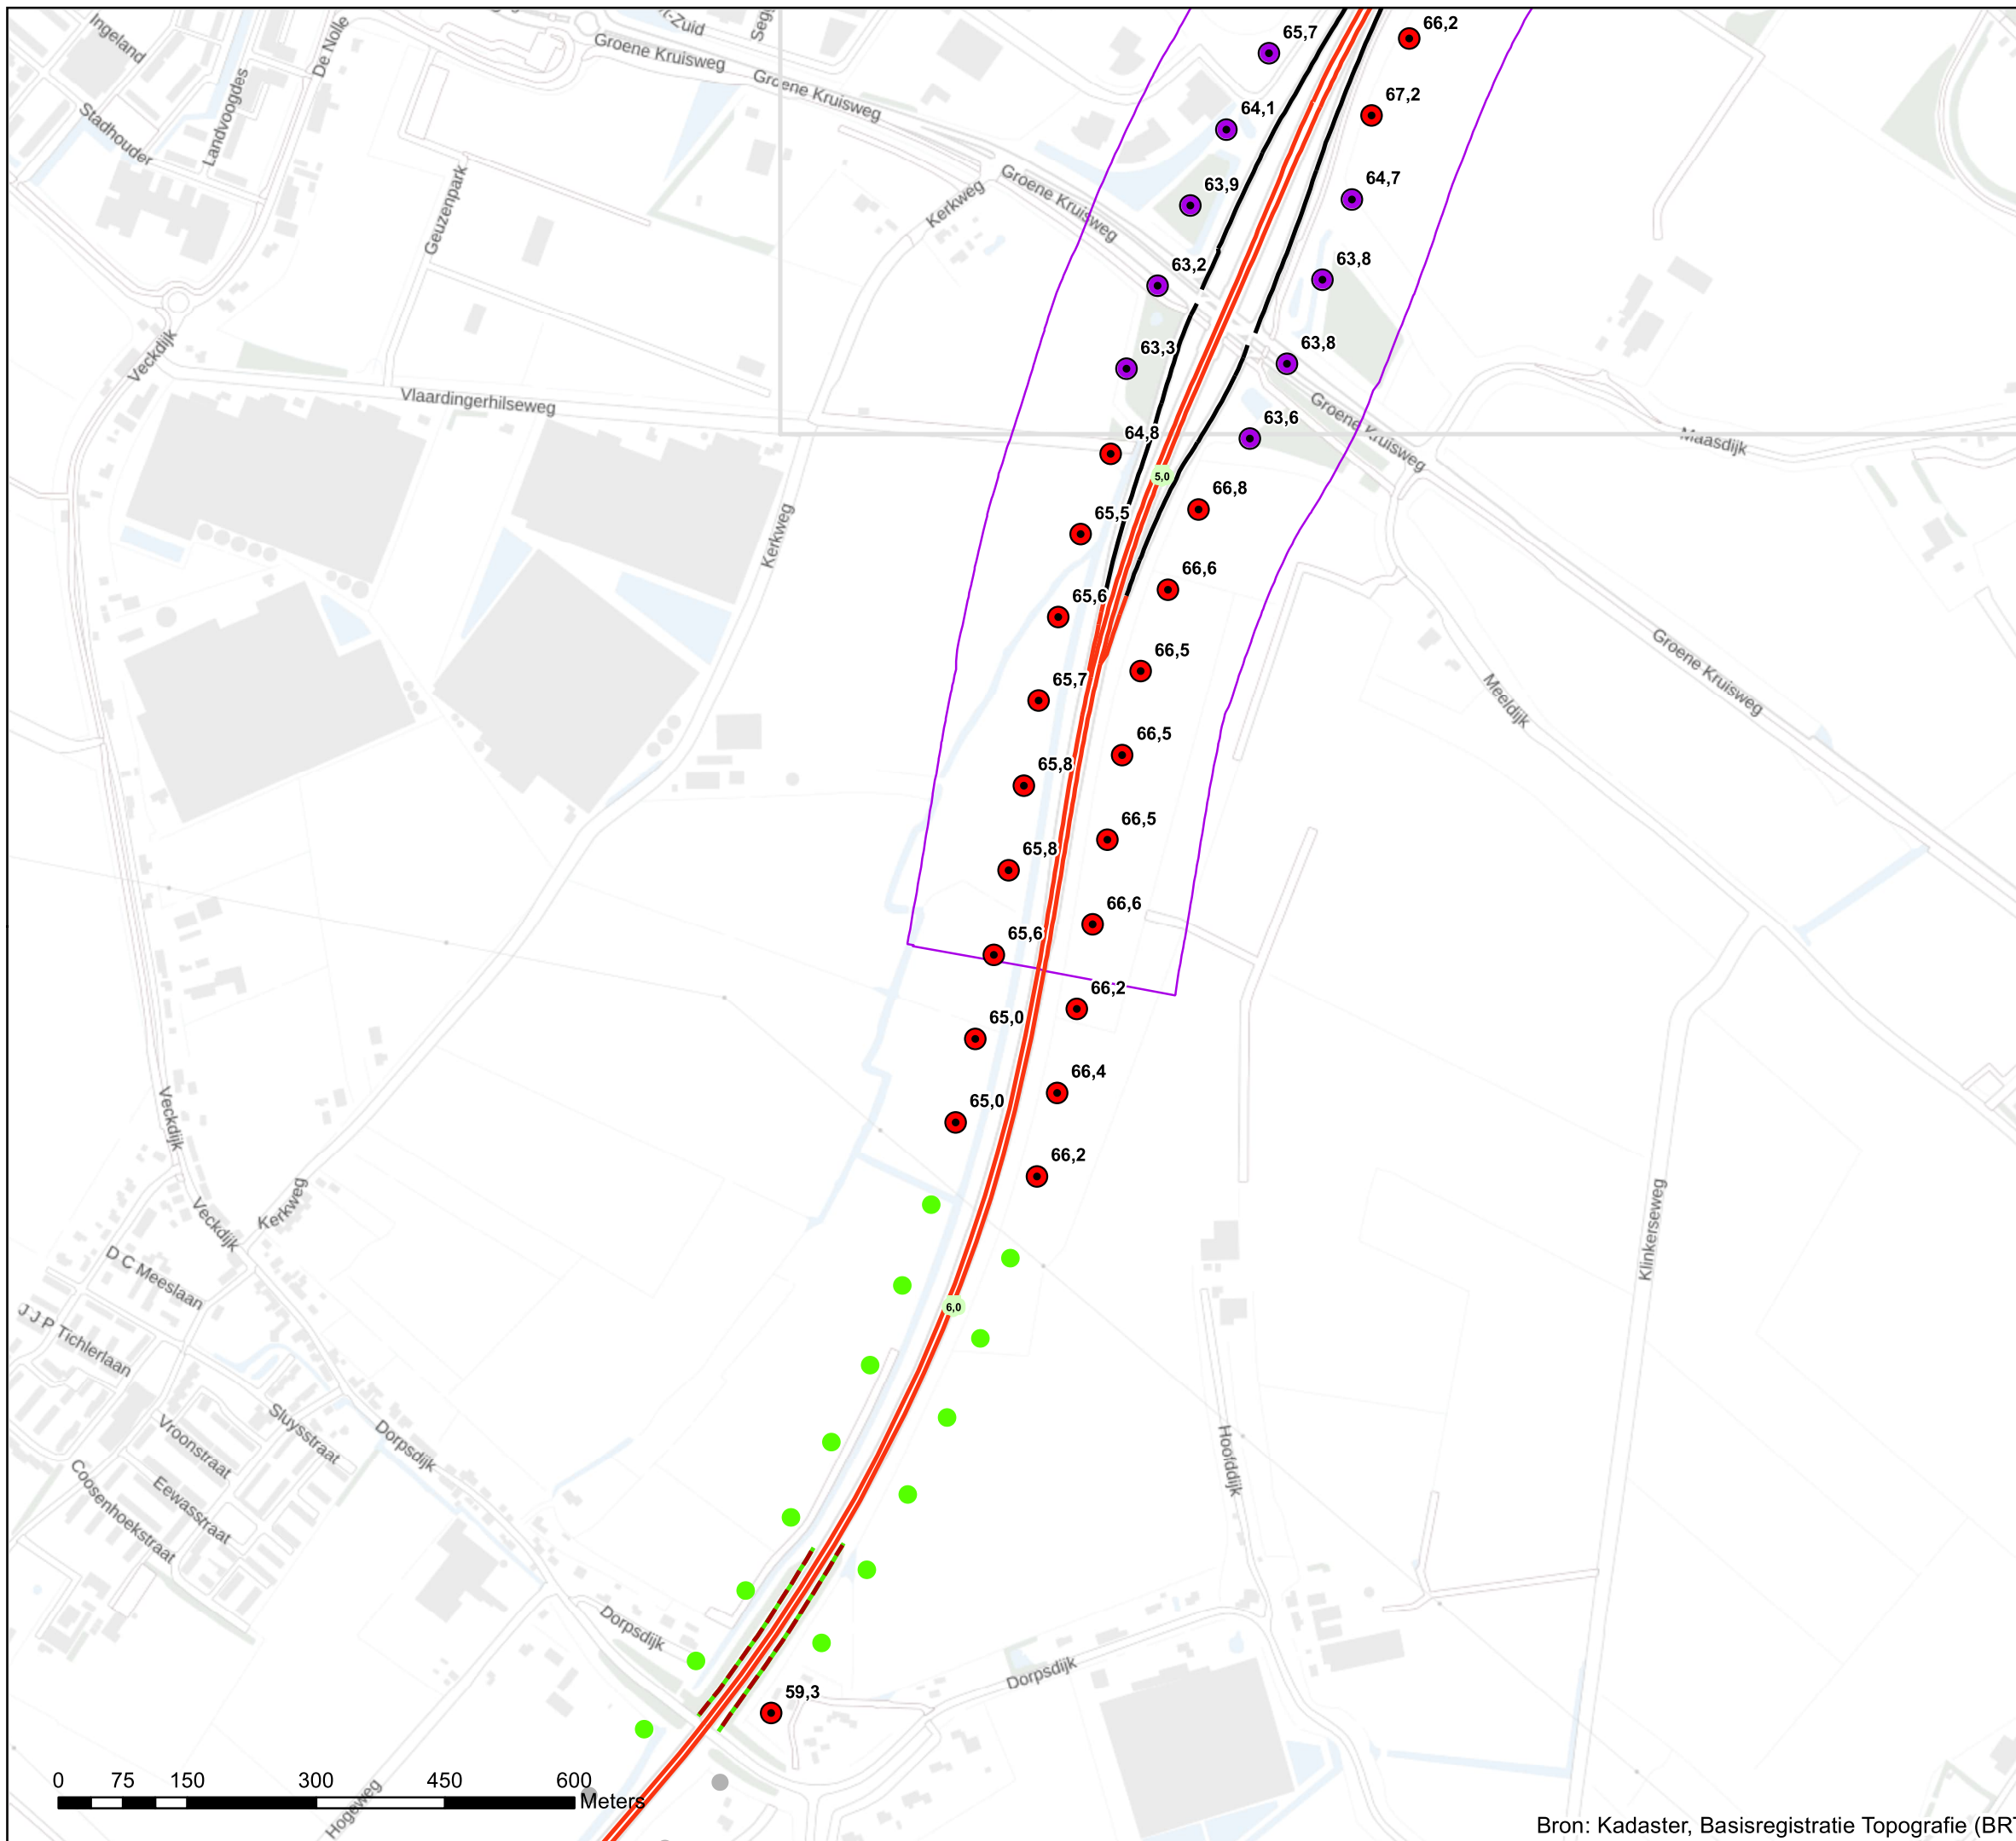 Ingeland
De Nolle
Stadhouder
Landvoogdes
Geuzenpark
t-Zuid
Groene Kruisweg
Groene Kruisweg
65,7
66,2
64,1
67,2
63,9
64,7
Kerkweg
Groene Kruisweg
63,2
63,8
63,3
63,8
Veckdijk
Vlaardingerhilseweg
64,8
63,6
Groene Kruisweg
Maasdijk
5,0
66,8
65,5
Kerkweg
66,6
65,6
66,5
65,7
Groene Kruisweg
Meeldijk
66,5
65,8
66,5
65,8
66,6
65,6
66,2
65,0
66,4
65,0
66,2
Veckdijk
Kerkweg
Veckdijk
Klinkerseweg
D C Meeslaan
J J P Tichlerlaan
6,0
Sluysstraat
Dorpsdijk
Vroonstraat
Coosenhoekstraat
Eewasstraat
Hoofddijk
Dorpsdijk
Dorpsdijk
59,3
0 75 150 300 450 600
Meters
Hogeweg
Bron: Kadaster, Basisregistratie Topografie (BR